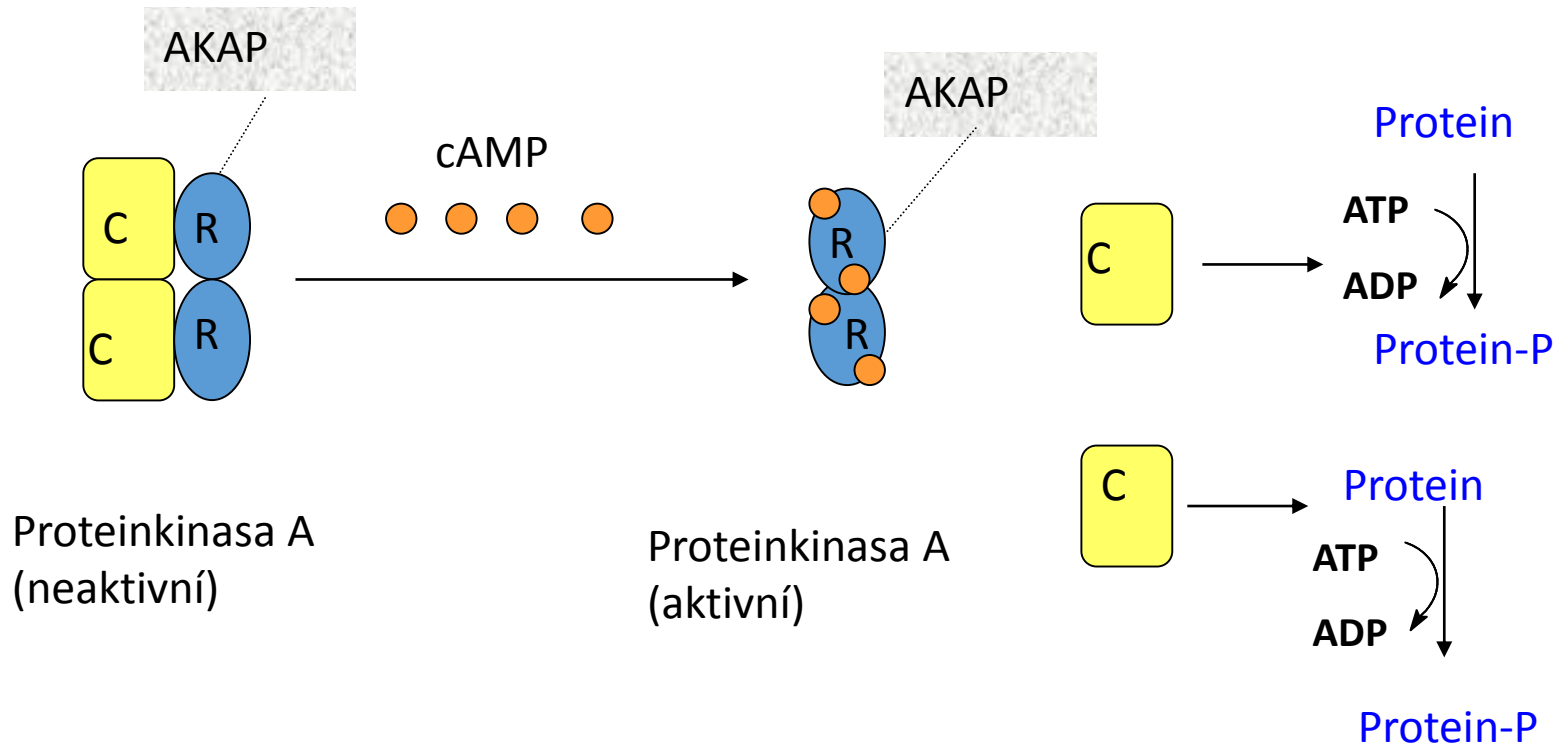 AKAP
AKAP
cAMP
Protein
C
R
R
C
ATP
ADP
C
R
R
C
Protein-P
C
Protein
Proteinkinasa A
(neaktivní)
Proteinkinasa A
(aktivní)
ATP
ADP
Protein-P